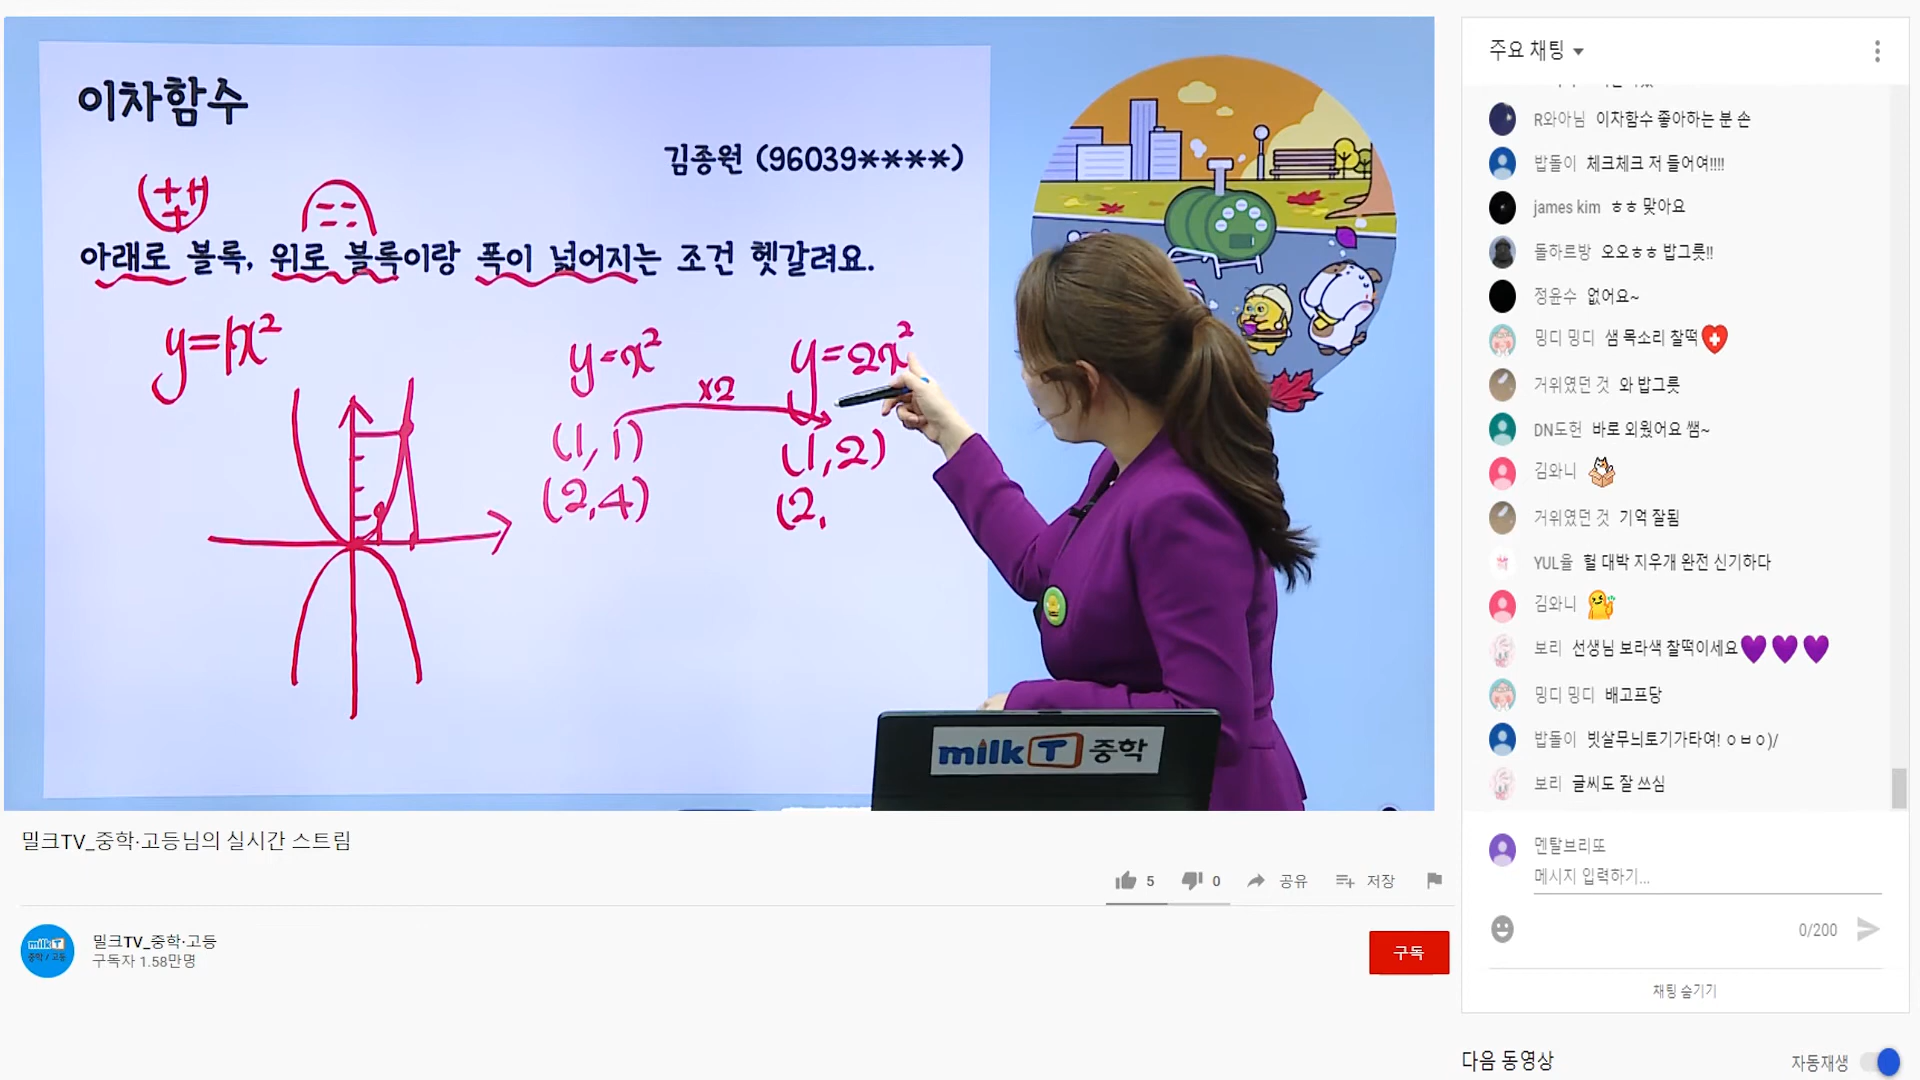 이차함수
김종원 (96039****)
아래로 볼록, 위로 볼록이랑 폭이 넓어지는 조건 헷갈려요.
y=1x²
y=x²
×2
y=2x²
(1,1)
(1,2)
(2,4)
(2,
milk T 중학
밀크TV_중학·고등님의 실시간 스트림
5
0
공유
저장
milk T
중학 / 고등
밀크TV_중학·고등
구독자 1.58만명
구독
주요 채팅
R와아님 이차함수 좋아하는 분 손
밥돌이 체크체크 저 들어여!!!!
james kim ㅎㅎ 맞아요
돌하르방 오오ㅎㅎ 밥그릇!!
정윤수 없어요~
밍디 밍디 샘 목소리 찰떡
거위였던 것 와 밥그릇
DN도헌 바로 외웠어요 쌤~
김와니
거위였던 것 기억 잘됨
YUL율 헐 대박 지우개 완전 신기하다
김와니
보리 선생님 보라색 찰떡이세요💜💜💜
밍디 밍디 배고프당
밥돌이 빗살무늬토기가타여! ㅇㅂㅇ)/
보리 글씨도 잘 쓰심
멘탈브리또
메시지 입력하기...
0/200
채팅 숨기기
다음 동영상
자동재생